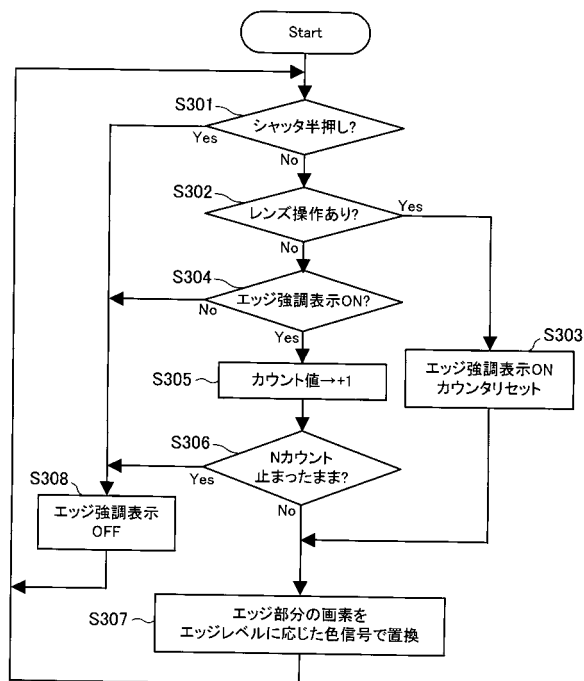 Start
S301
シャッタ半押し?
Yes
No
S302
レンズ操作あり?
Yes
No
S304
エッジ強調表示ON?
No
Yes
S303
エッジ強調表示ON
カウンタリセット
S305
カウント値→+1
S306
Nカウント
止まったまま?
Yes
No
S308
エッジ強調表示
OFF
S307
エッジ部分の画素を
エッジレベルに応じた色信号で置換